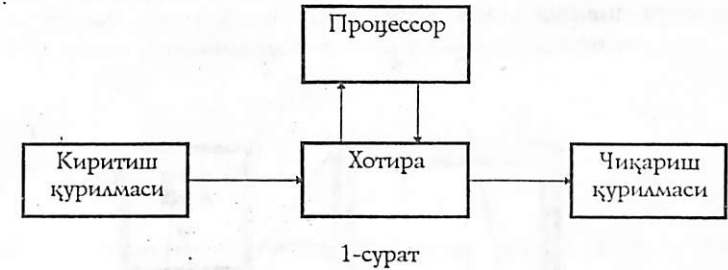 Процессор
Киритиш
қурилмаси
Хотира
Чиқариш
қурилмаси
1-сурат